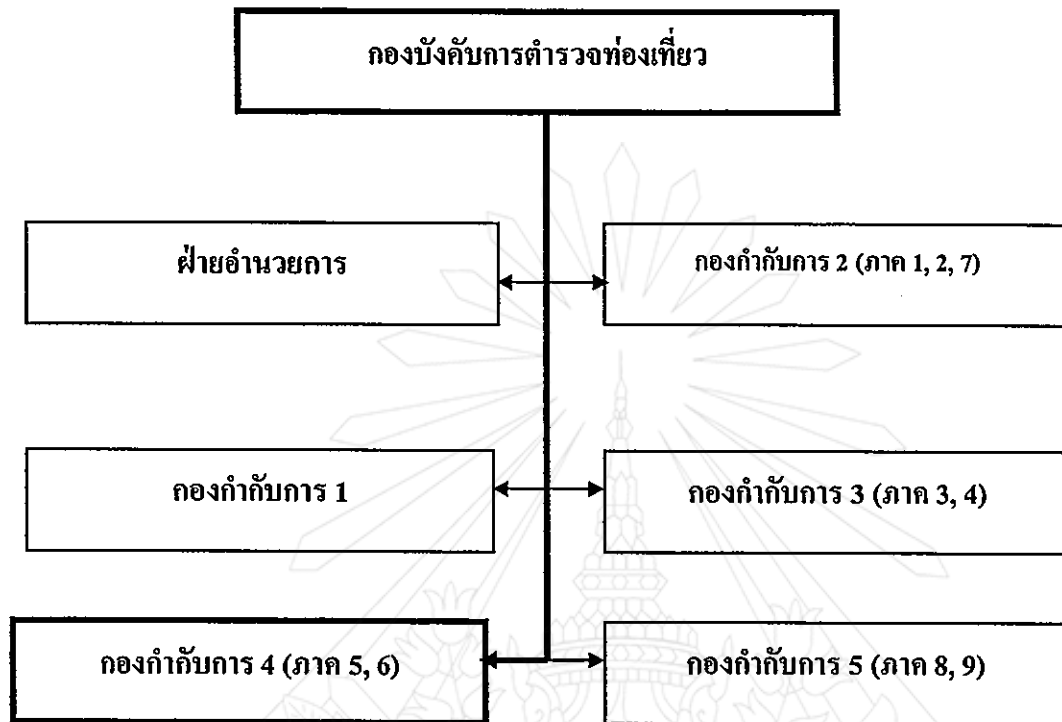 กองบังคับการตำรวจท่องเที่ยว
ฝ่ายอำนวยการ
กองกำกับการ 2 (ภาค 1, 2, 7)
กองกำกับการ 1
กองกำกับการ 3 (ภาค 3, 4)
กองกำกับการ 4 (ภาค 5, 6)
กองกำกับการ 5 (ภาค 8, 9)